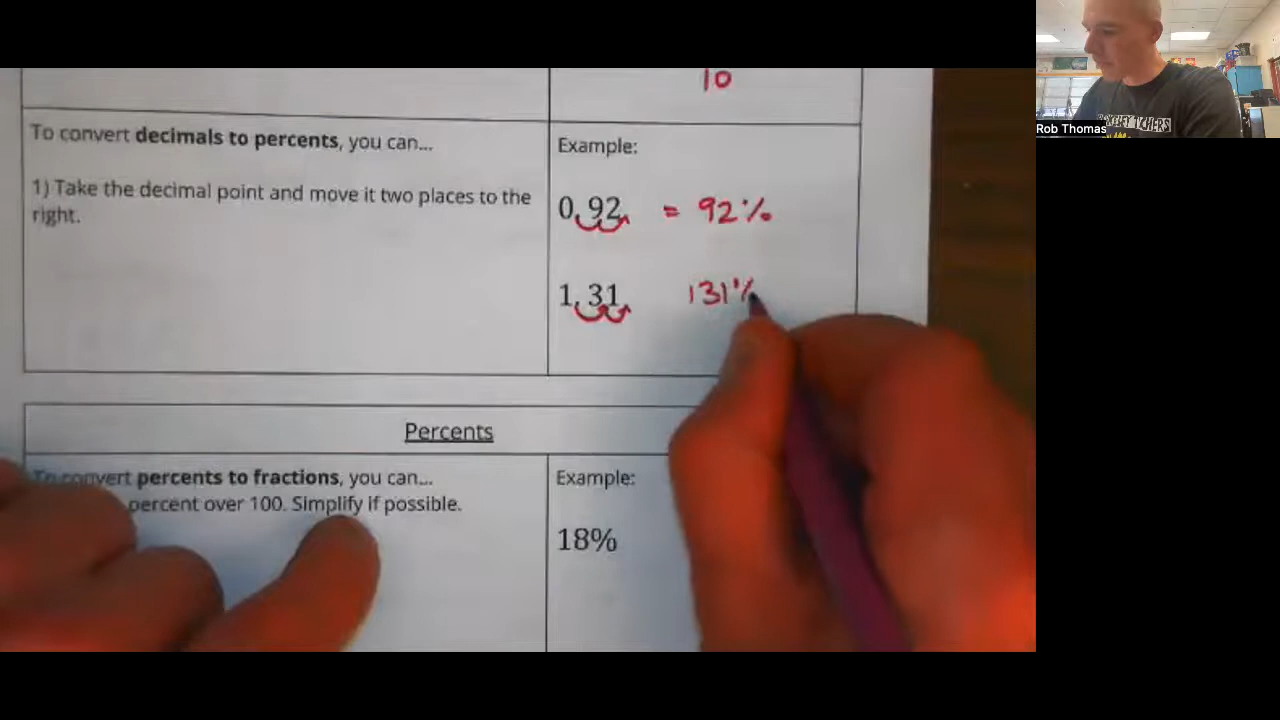 10
To convert decimals to percents, you can...
Example:
1) Take the decimal point and move it two places to the
right.
0.92 = 92%
1.31 131%
Percents
To convert percents to fractions, you can...
percent over 100. Simplify if possible.
Example:
18%
Rob Thomas